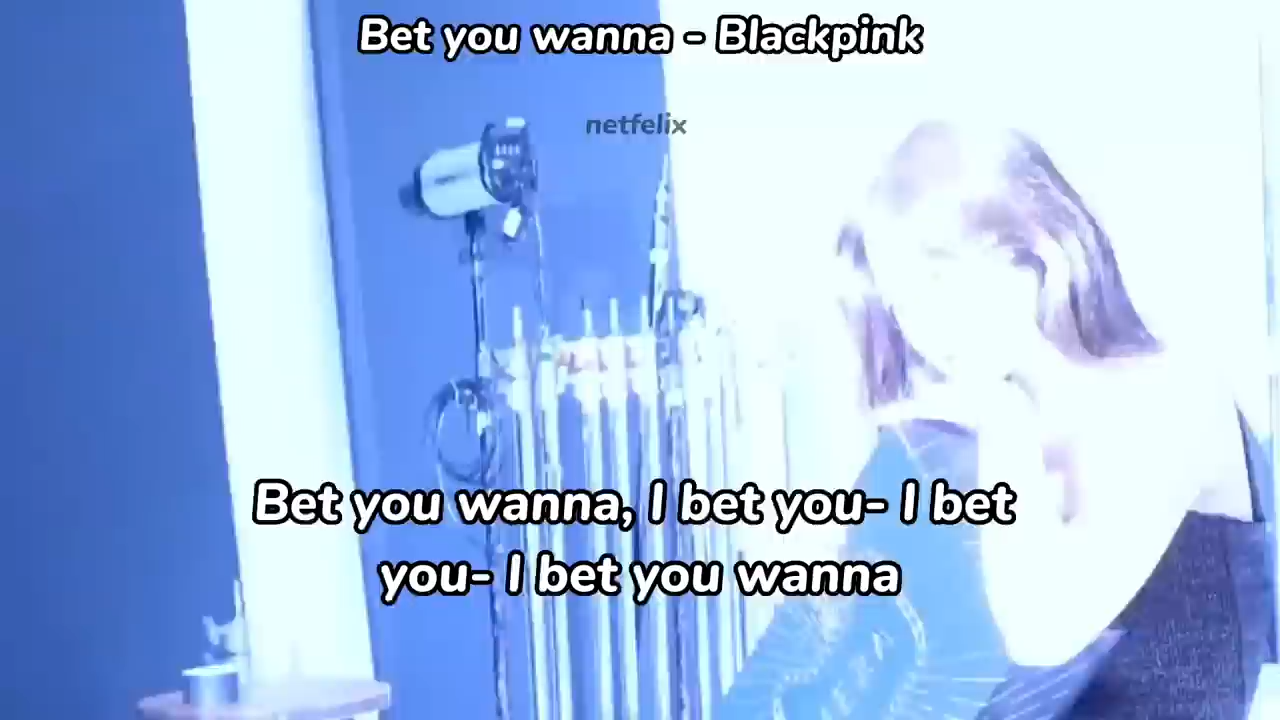 Bet you wanna - Blackpink
netfelix
Bet you wanna, I bet you- I bet
you- I bet you wanna